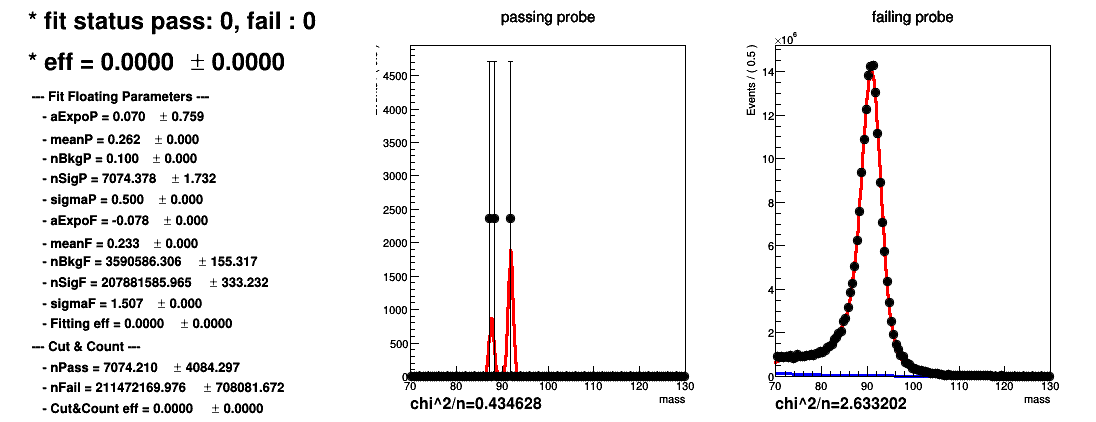 * fit status pass: 0, fail : 0
* eff = 0.0000 ± 0.0000
--- Fit Floating Parameters ---
- aExpoP = 0.070 ± 0.759
- meanP = 0.262 ± 0.000
- nBkgP = 0.100 ± 0.000
- nSigP = 7074.378 ± 1.732
- sigmaP = 0.500 ± 0.000
- aExpoF = -0.078 ± 0.000
- meanF = 0.233 ± 0.000
- nBkgF = 3590586.306 ± 155.317
- nSigF = 207881585.965 ± 333.232
- sigmaF = 1.507 ± 0.000
- Fitting eff = 0.0000 ± 0.0000
--- Cut & Count ---
- nPass = 7074.210 ± 4084.297
- nFail = 211472169.976 ± 708081.672
- Cut&Count eff = 0.0000 ± 0.0000
passing probe
4500
4000
3500
3000
2500
2000
1500
1000
500
0
70 80 90 100 110 120 130
mass
chi^2/n=0.434628
failing probe
×10^6
Events / ( 0.5 )
14
12
10
8
6
4
2
0
70 80 90 100 110 120 130
mass
chi^2/n=2.633202